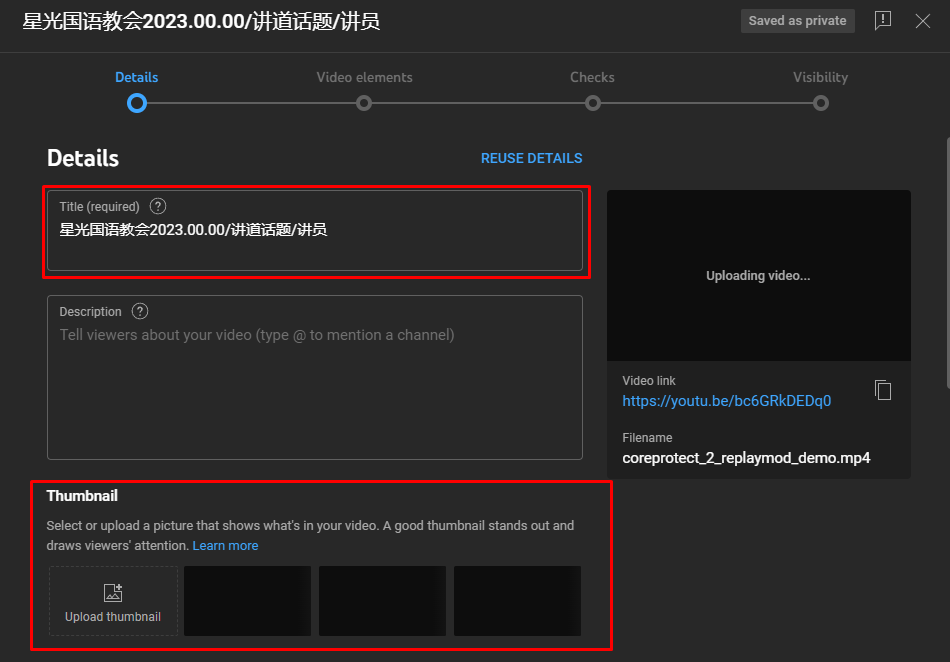 星光国语教会2023.00.00/讲道话题/讲员
Saved as private
Details
Video elements
Checks
Visibility
Details
REUSE DETAILS
Title (required) ?
星光国语教会2023.00.00/讲道话题/讲员
Description ?
Tell viewers about your video (type @ to mention a channel)
Uploading video...
Video link
https://youtu.be/bc6GRkDEDq0
Filename
coreprotect_2_replaymod_demo.mp4
Thumbnail
Select or upload a picture that shows what's in your video. A good thumbnail stands out and
draws viewers' attention. Learn more
Upload thumbnail